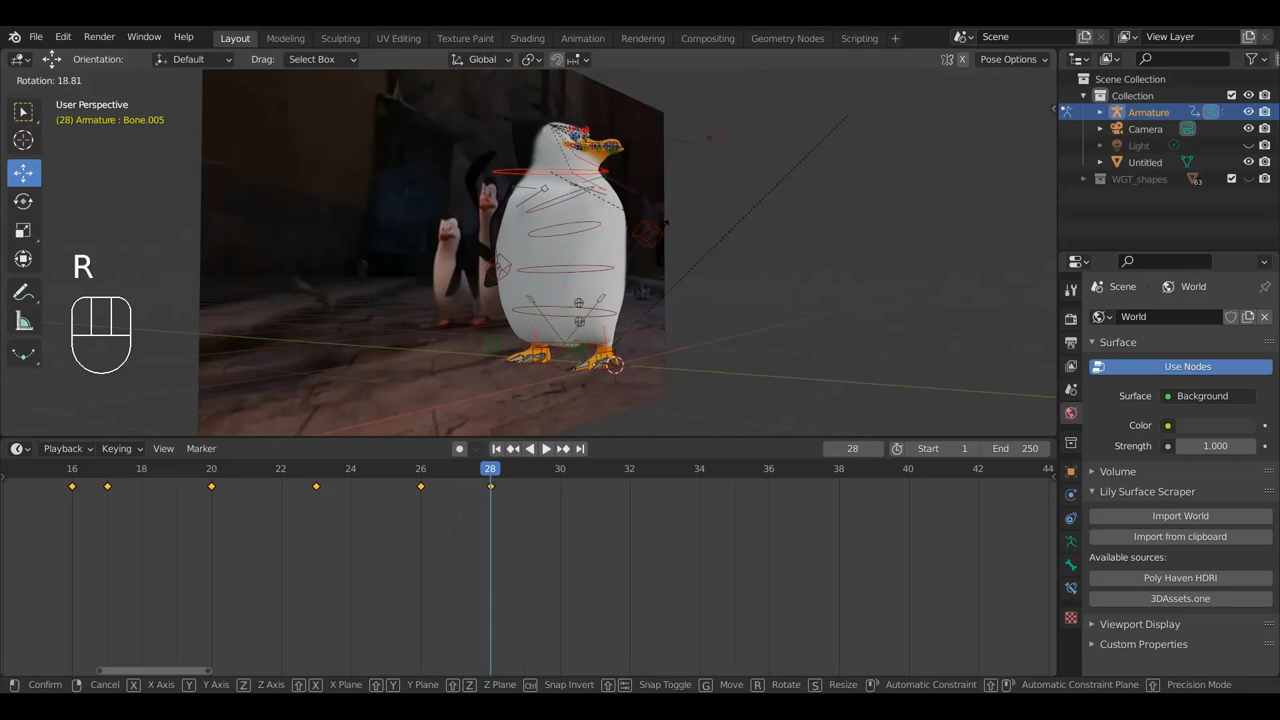 File Edit Render Window Help Layout Modeling Sculpting UV Editing Texture Paint Shading Animation Rendering Compositing Geometry Nodes Scripting + Scene View Layer
Orientation: Default Drag: Select Box Global X Pose Options
Rotation: 18.81
User Perspective
(28) Armature : Bone.005
Scene Collection
Collection
Armature
Camera
Light
Untitled
WGT_shapes 63
R
Scene World
World
Surface
Use Nodes
Surface Background
Color
Strength 1.000
Volume
Lily Surface Scraper
Import World
Import from clipboard
Available sources:
Poly Haven HDRI
3DAssets.one
Viewport Display
Custom Properties
Playback Keying View Marker 28 Start 1 End 250
16 18 20 22 24 26 28 30 32 34 36 38 40 42 44
Confirm Cancel X X Axis Y Y Axis Z Z Axis X X Plane Y Y Plane Z Z Plane Ctrl Snap Invert Snap Toggle G Move R Rotate S Resize Automatic Constraint Automatic Constraint Plane Precision Mode